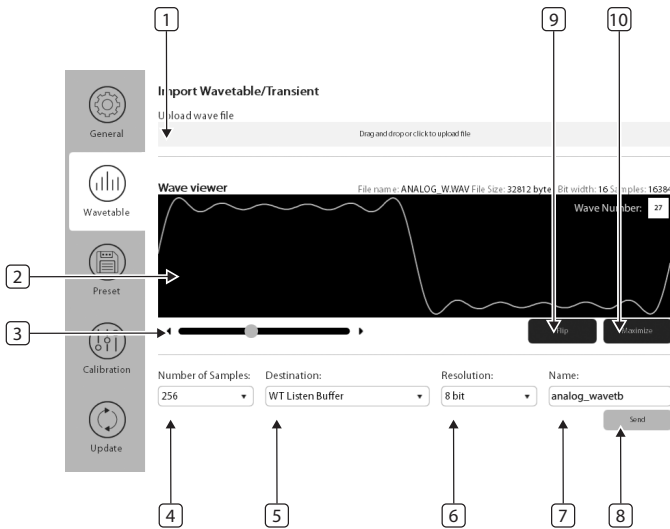 1
9
10
Import Wavetable/Transient
Upload wave file
Drag and drop or click to upload file
General
Wave viewer
File name: ANALOG_W.WAV File Size: 32812 byte Bit width: 16 Samples: 16384
Wave Number: 27
Wavetable
2
Preset
3
Flip
Maximize
Calibration
Number of Samples:
Destination:
Resolution:
Name:
256
WT Listen Buffer
8 bit
analog_wavetb
Send
Update
4
5
6
7
8